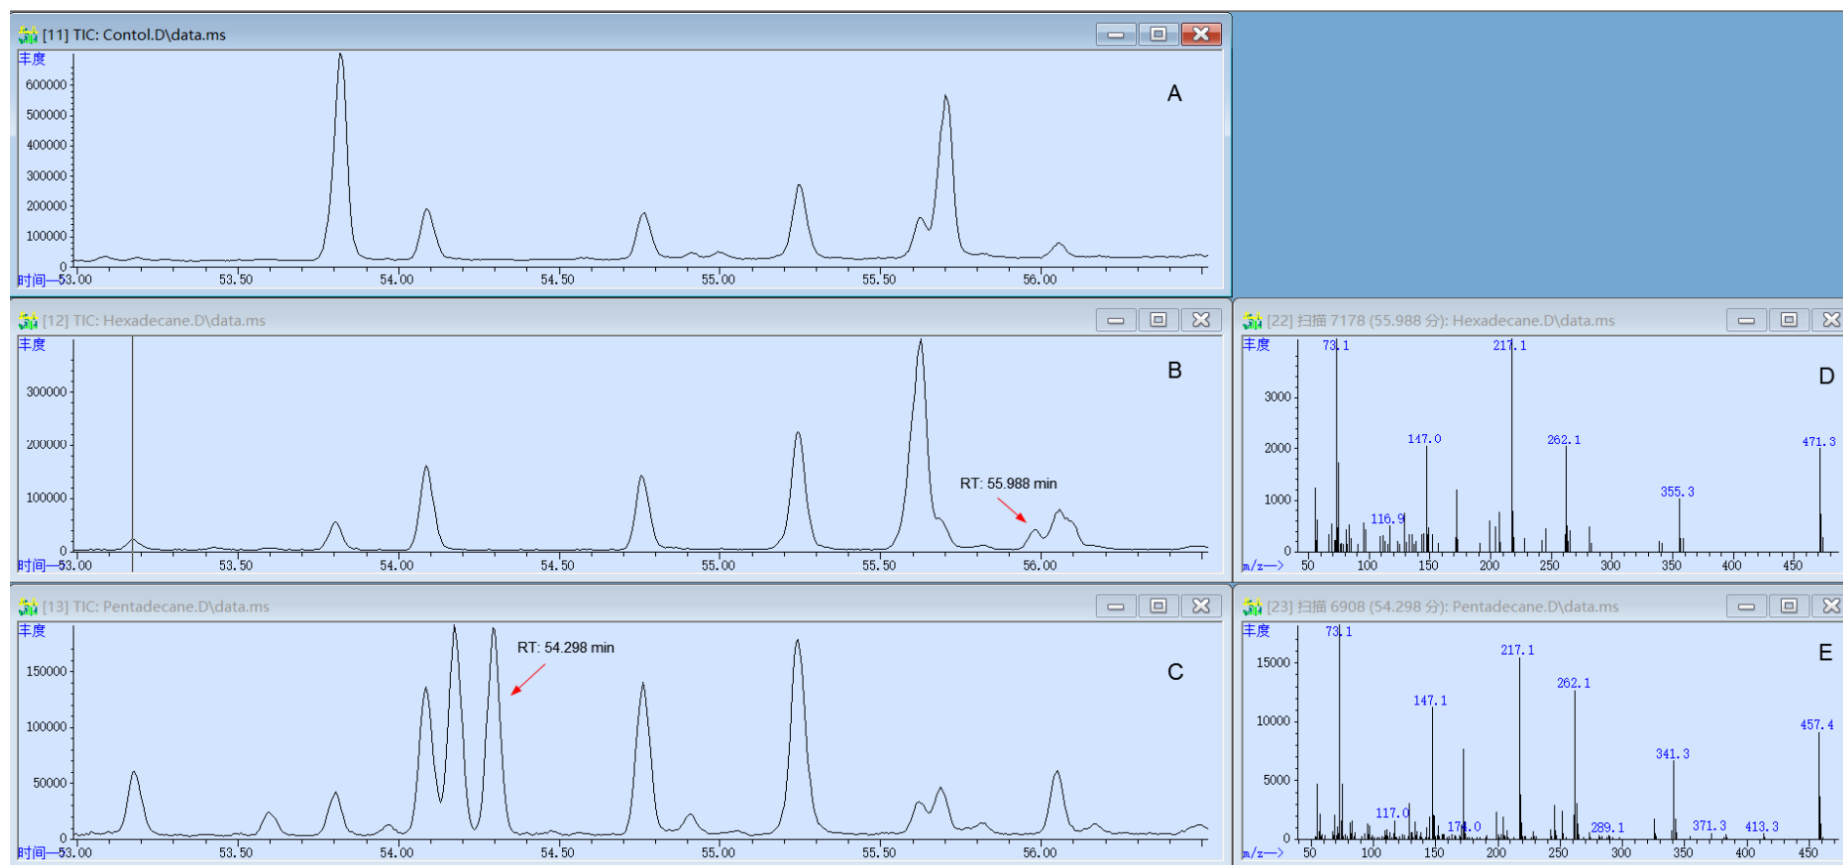 [11] TIC: Contol.D\data.ms
丰度
A
600000
500000
400000
300000
200000
100000
0
时间-->
53.00 53.50 54.00 54.50 55.00 55.50 56.00
[12] TIC: Hexadecane.D\data.ms
丰度
B
300000
200000
100000
0
RT: 55.988 min
时间-->
53.00 53.50 54.00 54.50 55.00 55.50 56.00
[22] 扫描 7178 (55.988 分): Hexadecane.D\data.ms
丰度
73.1 217.1
D
3000
2000
1000
0
147.0 262.1 471.3
355.3
116.9
m/z-->
50 100 150 200 250 300 350 400 450
[13] TIC: Pentadecane.D\data.ms
丰度
RT: 54.298 min
C
150000
100000
50000
0
时间-->
53.00 53.50 54.00 54.50 55.00 55.50 56.00
[23] 扫描 6908 (54.298 分): Pentadecane.D\data.ms
丰度
73.1
217.1
E
15000
10000
5000
0
262.1
147.1
457.4
341.3
117.0 174.0 289.1 371.3 413.3
m/z-->
50 100 150 200 250 300 350 400 450